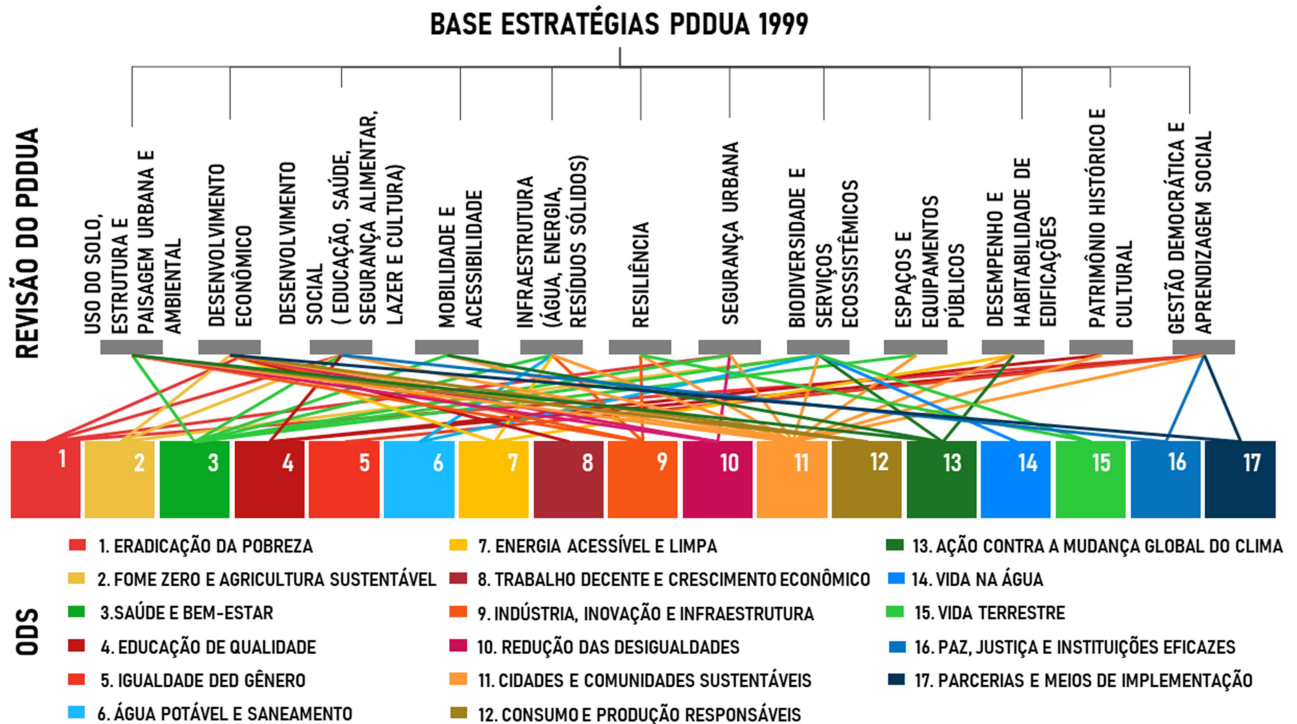 BASE ESTRATÉGIAS PDDUA 1999
REVISÃO DO PDDUA
USO DO SOLO,
ESTRUTURA E
PAISAGEM URBANA E
AMBIENTAL
DESENVOLVIMENTO
ECONÔMICO
DESENVOLVIMENTO
SOCIAL
( EDUCAÇÃO, SAÚDE,
SEGURANÇA ALIMENTAR,
LAZER E CULTURA)
MOBILIDADE E
ACESSIBILIDADE
INFRAESTRUTURA
(ÁGUA, ENERGIA,
RESÍDUOS SÓLIDOS)
RESILIÊNCIA
SEGURANÇA URBANA
BIODIVERSIDADE E
SERVIÇOS
ECOSSISTÊMICOS
ESPAÇOS E
EQUIPAMENTOS
PÚBLICOS
DESEMPENHO E
HABITABILIDADE DE
EDIFICAÇÕES
PATRIMÔNIO HISTÓRICO E
CULTURAL
GESTÃO DEMOCRÁTICA E
APRENDIZAGEM SOCIAL
1
2
3
4
5
6
7
8
9
10
11
12
13
14
15
16
17
ODS
1. ERADICAÇÃO DA POBREZA
2. FOME ZERO E AGRICULTURA SUSTENTÁVEL
3.SAÚDE E BEM-ESTAR
4. EDUCAÇÃO DE QUALIDADE
5. IGUALDADE DED GÊNERO
6. ÁGUA POTÁVEL E SANEAMENTO
7. ENERGIA ACESSÍVEL E LIMPA
8. TRABALHO DECENTE E CRESCIMENTO ECONÔMICO
9. INDÚSTRIA, INOVAÇÃO E INFRAESTRUTURA
10. REDUÇÃO DAS DESIGUALDADES
11. CIDADES E COMUNIDADES SUSTENTÁVEIS
12. CONSUMO E PRODUÇÃO RESPONSÁVEIS
13. AÇÃO CONTRA A MUDANÇA GLOBAL DO CLIMA
14. VIDA NA ÁGUA
15. VIDA TERRESTRE
16. PAZ, JUSTIÇA E INSTITUIÇÕES EFICAZES
17. PARCERIAS E MEIOS DE IMPLEMENTAÇÃO